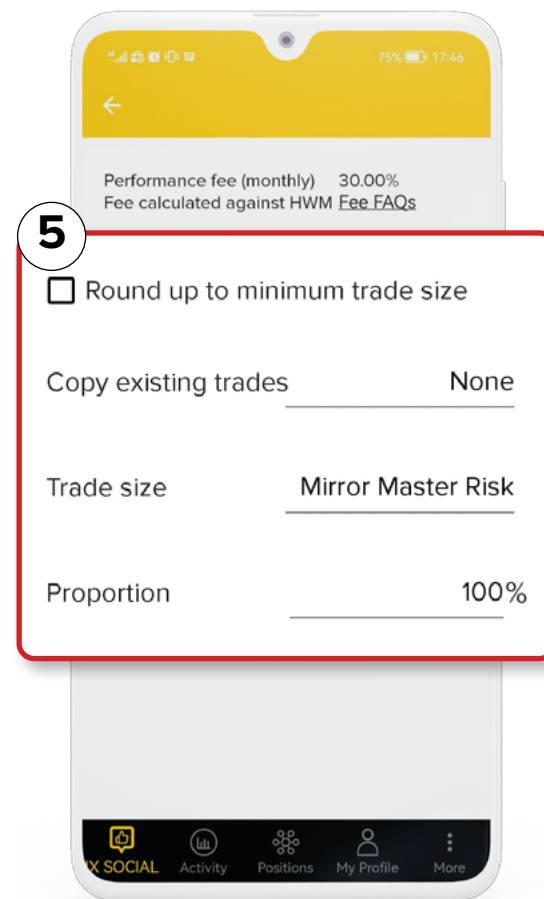 75% 17:46
Performance fee (monthly) 30.00%
Fee calculated against HWM Fee FAQs
5
Round up to minimum trade size
Copy existing trades None
Trade size Mirror Master Risk
Proportion 100%
X SOCIAL Activity Positions My Profile More